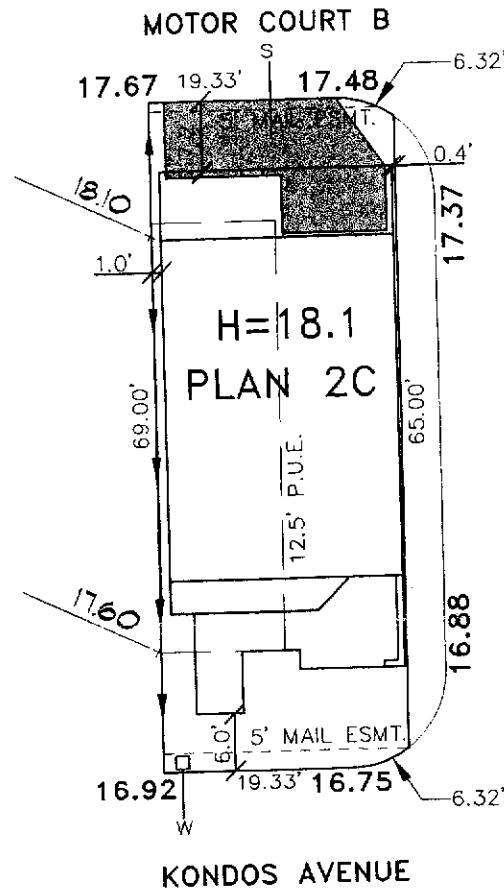 MOTOR COURT B
S
6.32'
17.67
19.33'
17.48
5' MAIL ESMT.
0.4'
18.10
17.37
1.0'
H=18.1
PLAN 2C
69.00'
65.00'
12.5' P.U.E.
17.60
16.88
6.0'
5' MAIL ESMT.
16.92
19.33'
16.75
6.32'
W
KONDOS AVENUE